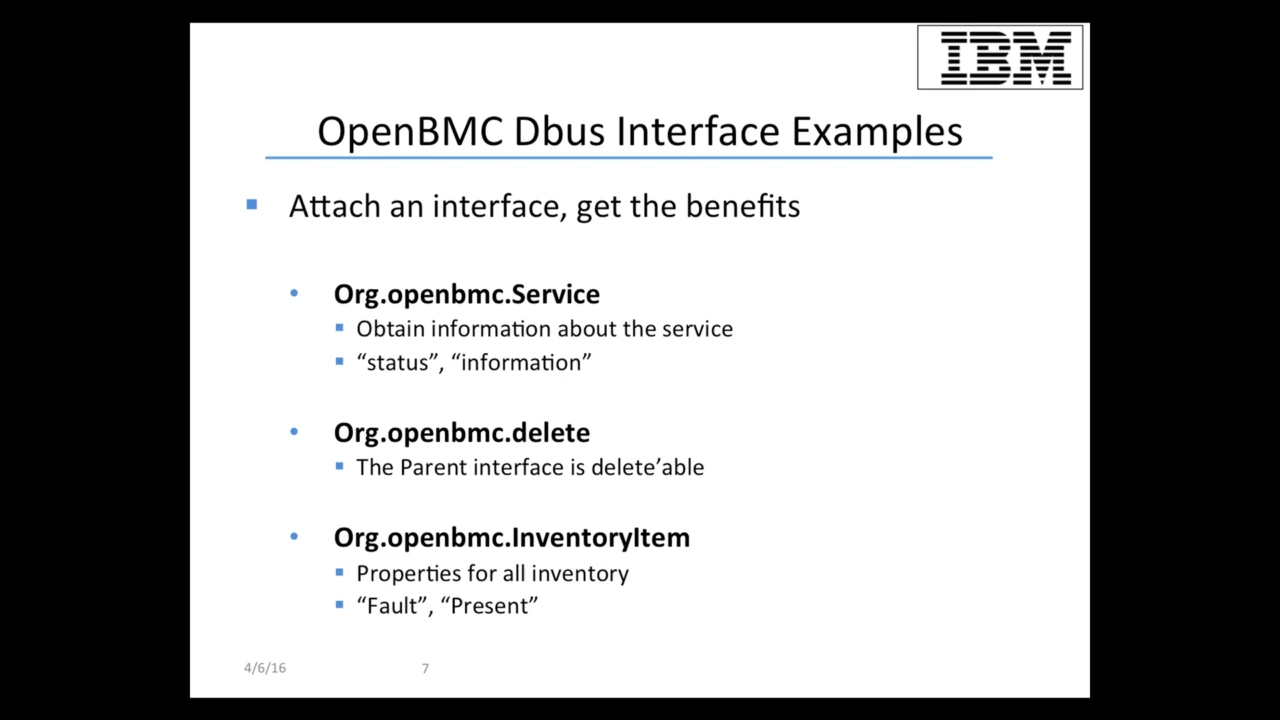 IBM
OpenBMC Dbus Interface Examples
Attach an interface, get the benefits
Org.openbmc.Service
Obtain information about the service
“status”, “information”
Org.openbmc.delete
The Parent interface is delete’able
Org.openbmc.InventoryItem
Properties for all inventory
“Fault”, “Present”
4/6/16 7